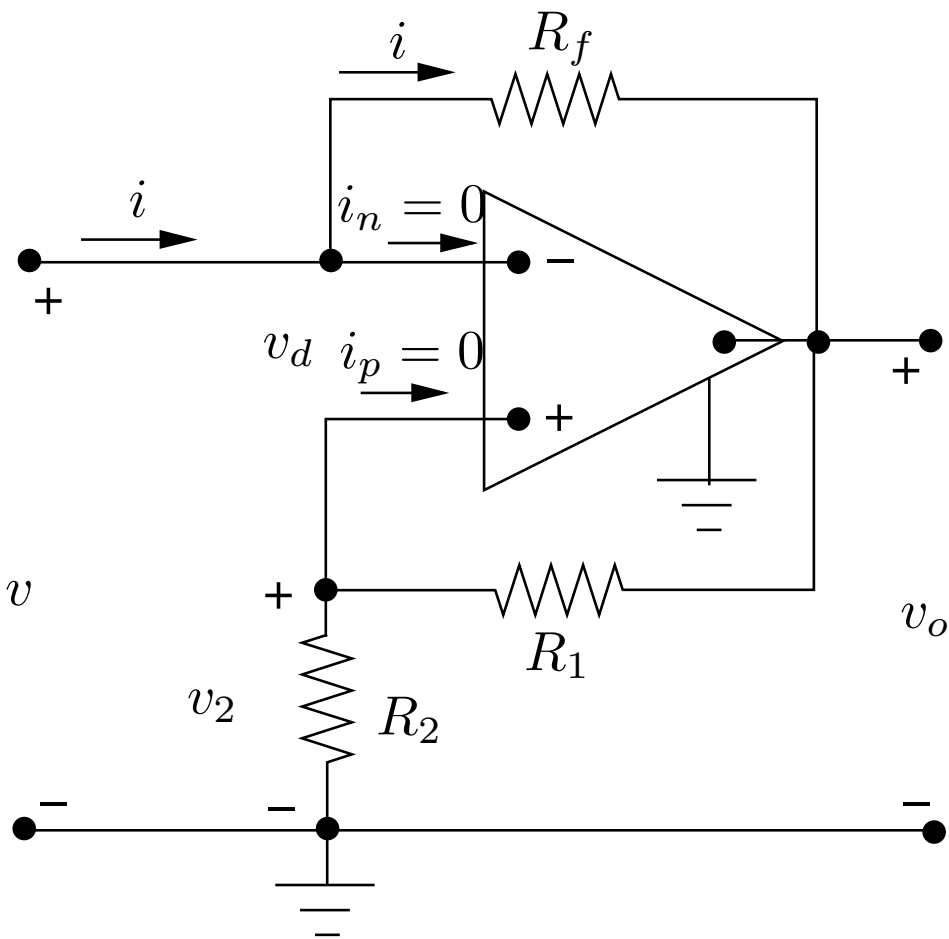 i
R_f
i
i_n = 0
−
+
v_d
i_p = 0
+
+
v
+
v_o
R_1
v_2
R_2
−
−
−